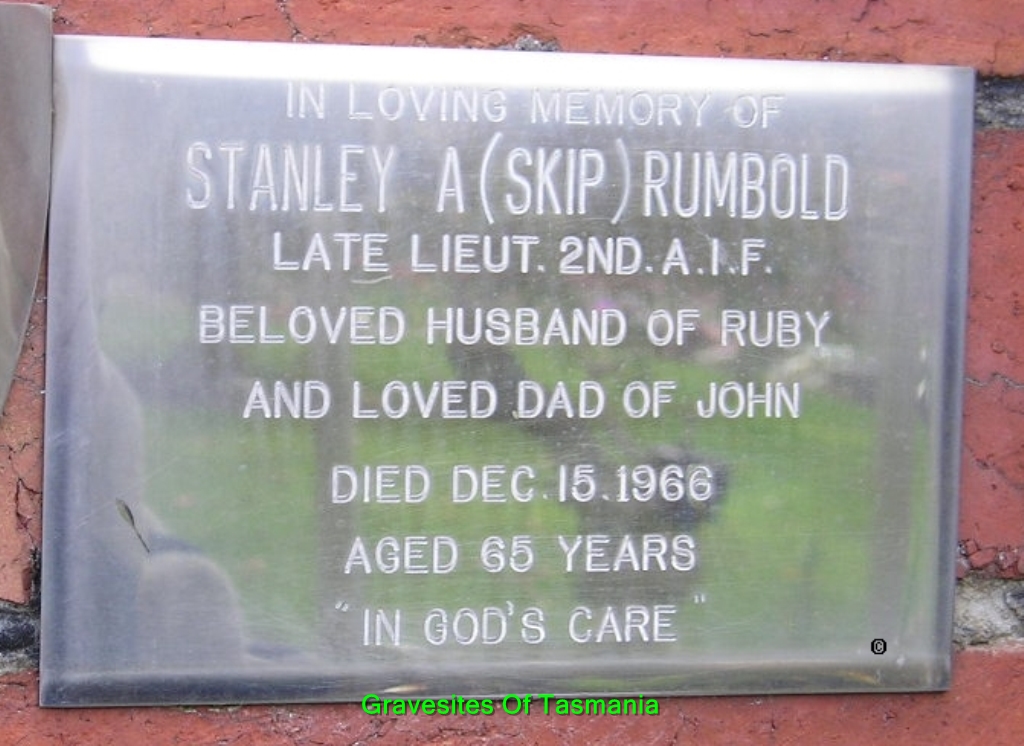 IN LOVING MEMORY OF
STANLEY A (SKIP) RUMBOLD
LATE LIEUT. 2ND. A.I.F.
BELOVED HUSBAND OF RUBY
AND LOVED DAD OF JOHN
DIED DEC. 15. 1966
AGED 65 YEARS
"IN GOD'S CARE"
©
Gravesites Of Tasmania